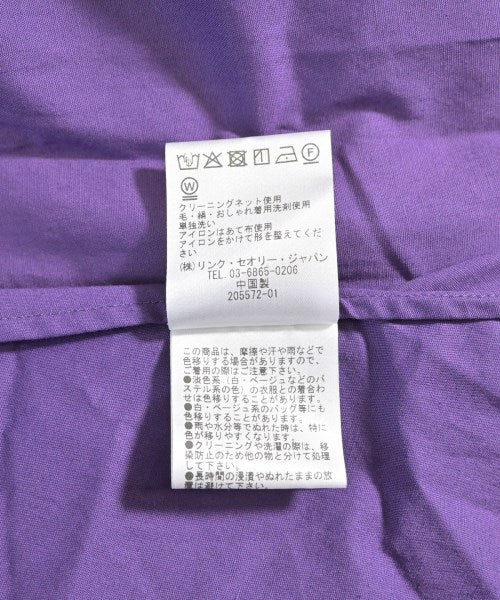 F
W
クリーニングネット使用
毛・絹・おしゃれ着用洗剤使用
単独洗い
アイロンはあて布使用
アイロンをかけて形を整えてくだ
さい
(株)リンク・セオリー・ジャパン
TEL. 03-6865-0206
中国製
205572-01
この商品は、摩擦や汗や雨などで
色移りする場合がありますので、
ご着用の際はご注意下さい。
●淡色系(白・ベージュなどのパ
ステル系の色)の衣服との着合わ
せは色移りすることがあります。
●白・ベージュ系のバッグ等にも
色移りすることがあります。
●雨や水分等でぬれた時は、特に
色が移りやすくなります。
●クリーニングや洗濯の際は、移
染防止のため他の物と分けて処理
して下さい。
●長時間の浸漬やぬれたままの放
置は避けて下さい。